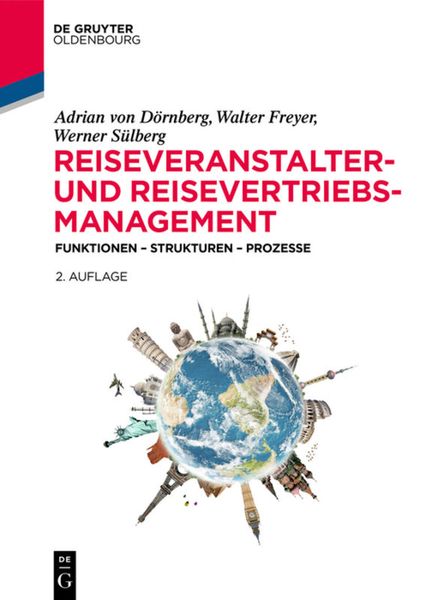 DE GRUYTER
OLDENBOURG
Adrian von Dörnberg, Walter Freyer,
Werner Sülberg
REISEVERANSTALTER-
UND REISEVERTRIEBS-
MANAGEMENT
FUNKTIONEN – STRUKTUREN – PROZESSE
2. AUFLAGE
DE
G